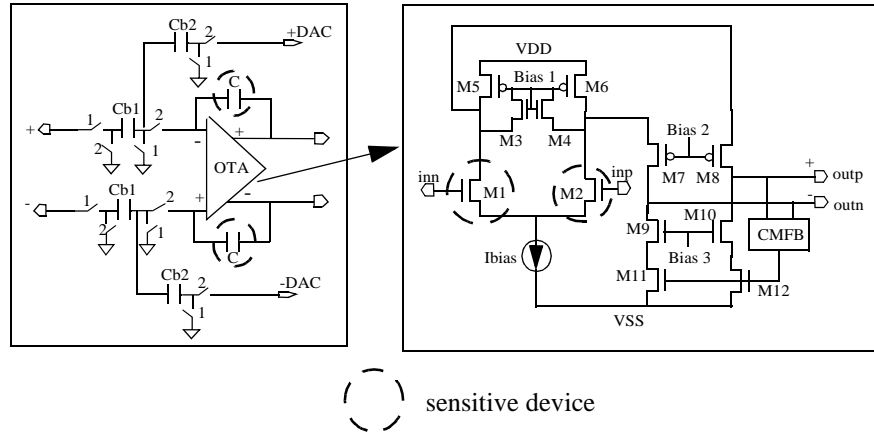 Cb2
2
+DAC
1
C
Cb1
+
1
2
-
+
2
1
OTA
Cb1
-
1
2
+
-
2
1
C
Cb2
2
-DAC
1
VDD
M5
Bias 1
M6
M3
M4
Bias 2
inn
M1
M2
inp
M7
M8
+
outp
-
outn
M9
M10
CMFB
Ibias
Bias 3
M11
M12
VSS
sensitive device